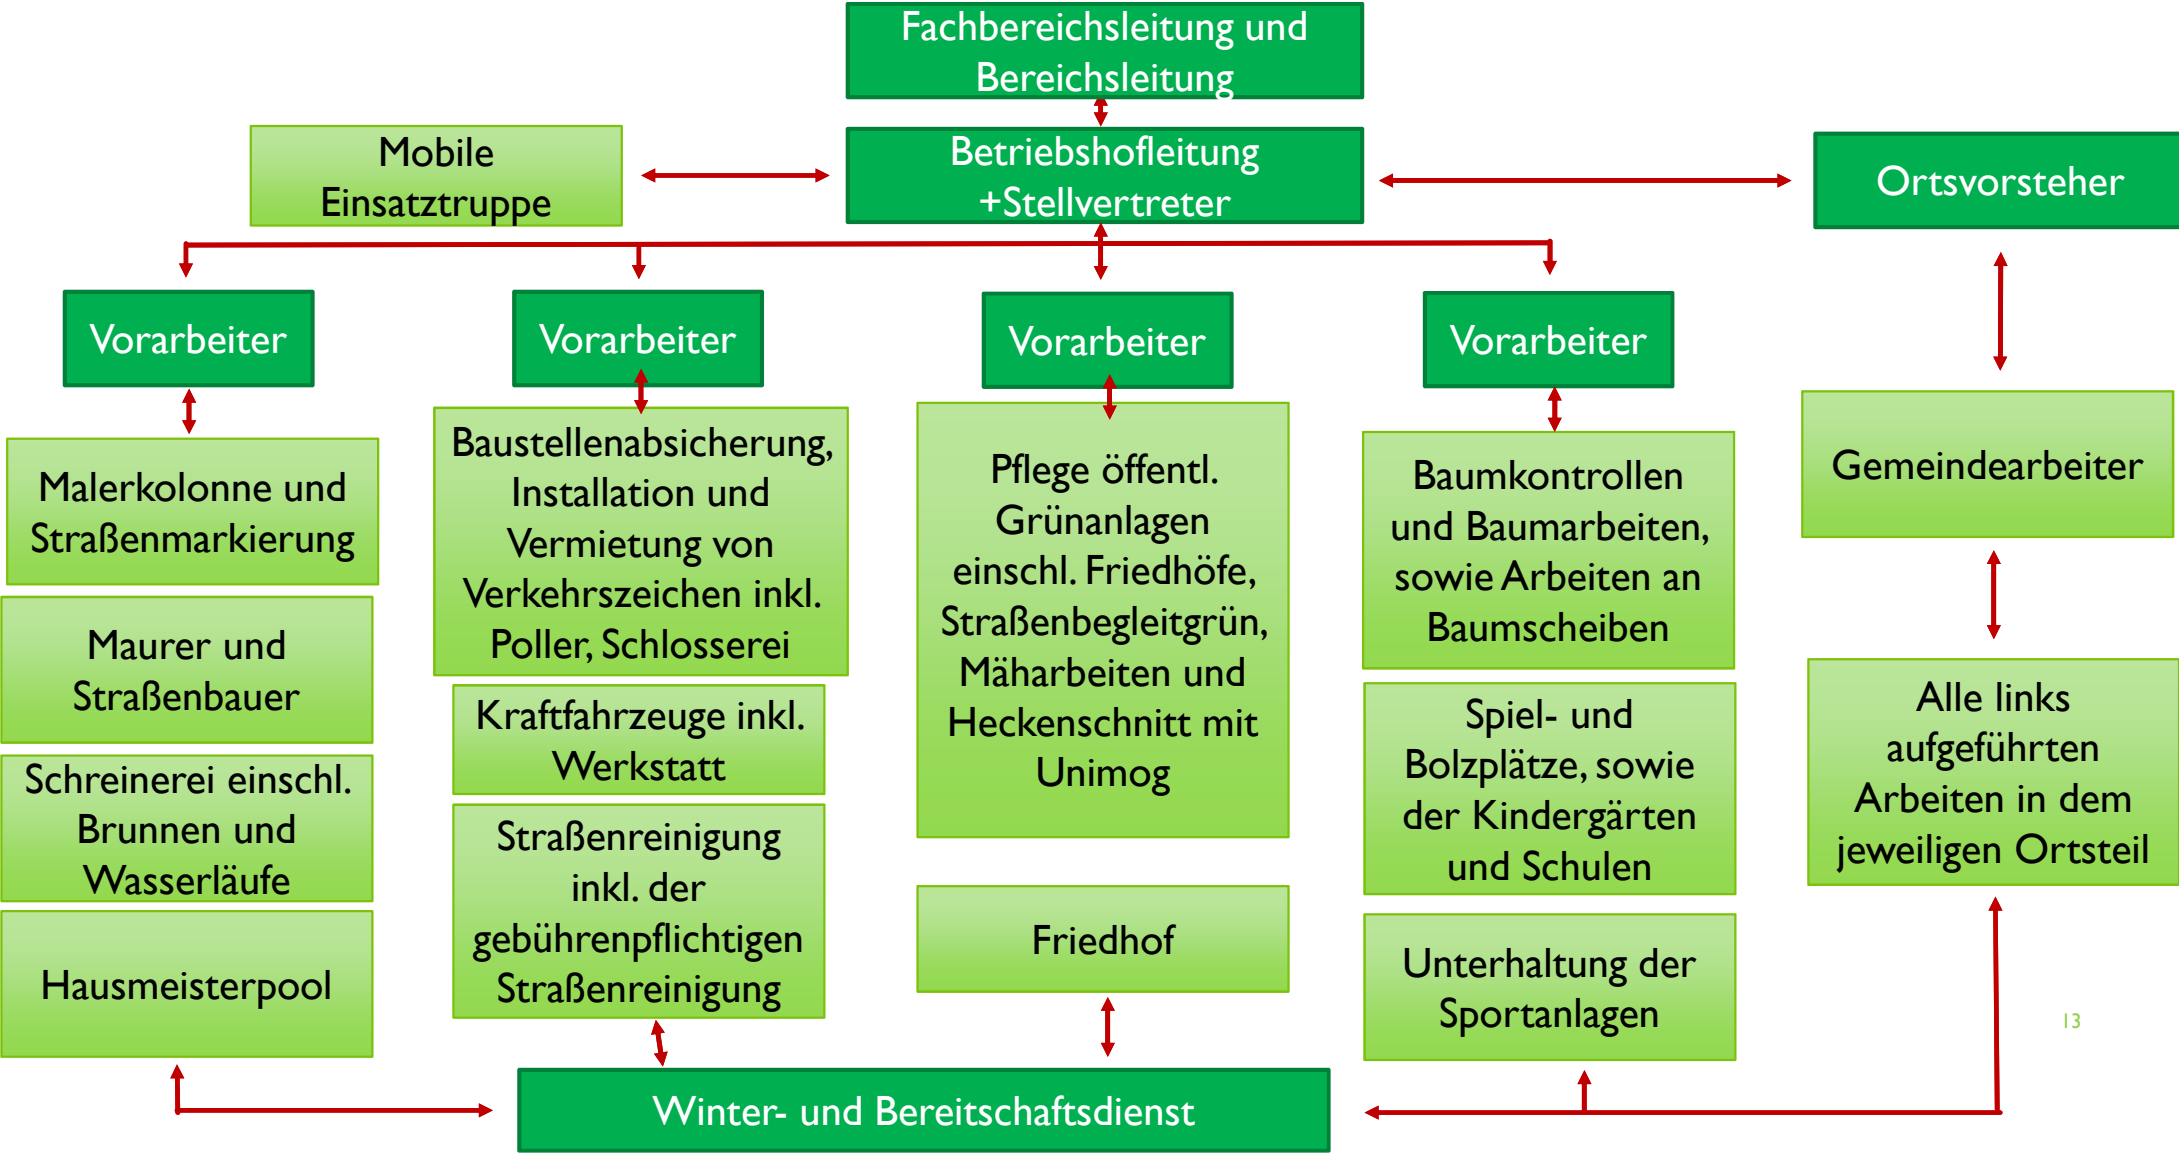 Fachbereichsleitung und
Bereichsleitung
Mobile
Einsatztruppe
Betriebshofleitung
+Stellvertreter
Ortsvorsteher
Vorarbeiter
Vorarbeiter
Vorarbeiter
Vorarbeiter
Malerkolonne und
Straßenmarkierung
Maurer und
Straßenbauer
Schreinerei einschl.
Brunnen und
Wasserläufe
Hausmeisterpool
Baustellenabsicherung,
Installation und
Vermietung von
Verkehrszeichen inkl.
Poller, Schlosserei
Kraftfahrzeuge inkl.
Werkstatt
Straßenreinigung
inkl. der
gebührenpflichtigen
Straßenreinigung
Pflege öffentl.
Grünanlagen
einschl. Friedhöfe,
Straßenbegleitgrün,
Mäharbeiten und
Heckenschnitt mit
Unimog
Friedhof
Baumkontrollen
und Baumarbeiten,
sowie Arbeiten an
Baumscheiben
Spiel- und
Bolzplätze, sowie
der Kindergärten
und Schulen
Unterhaltung der
Sportanlagen
Gemeindearbeiter
Alle links
aufgeführten
Arbeiten in dem
jeweiligen Ortsteil
13
Winter- und Bereitschaftsdienst